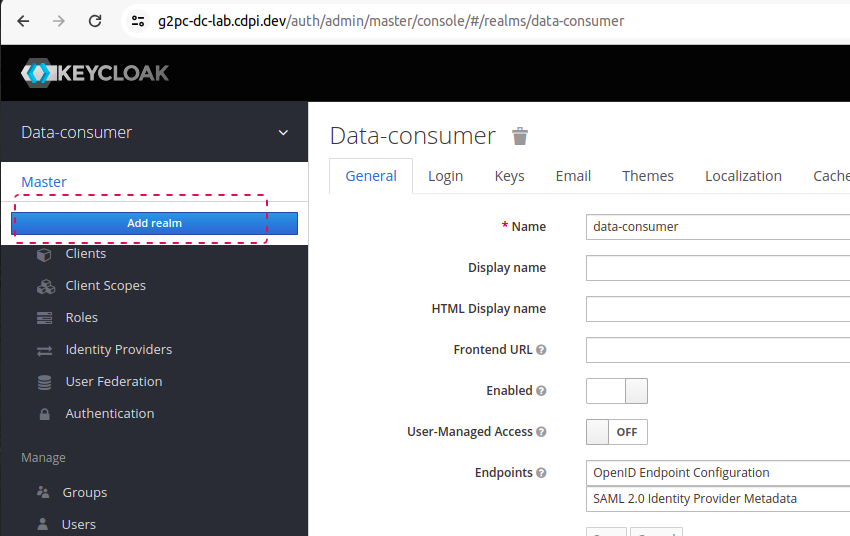 g2pc-dc-lab.cdpi.dev/auth/admin/master/console/#/realms/data-consumer
KEYCLOAK
Data-consumer
Master
Add realm
Clients
Client Scopes
Roles
Identity Providers
User Federation
Authentication
Manage
Groups
Users
Data-consumer
General Login Keys Email Themes Localization Cache
* Name data-consumer
Display name
HTML Display name
Frontend URL
Enabled
User-Managed Access OFF
Endpoints OpenID Endpoint Configuration
SAML 2.0 Identity Provider Metadata